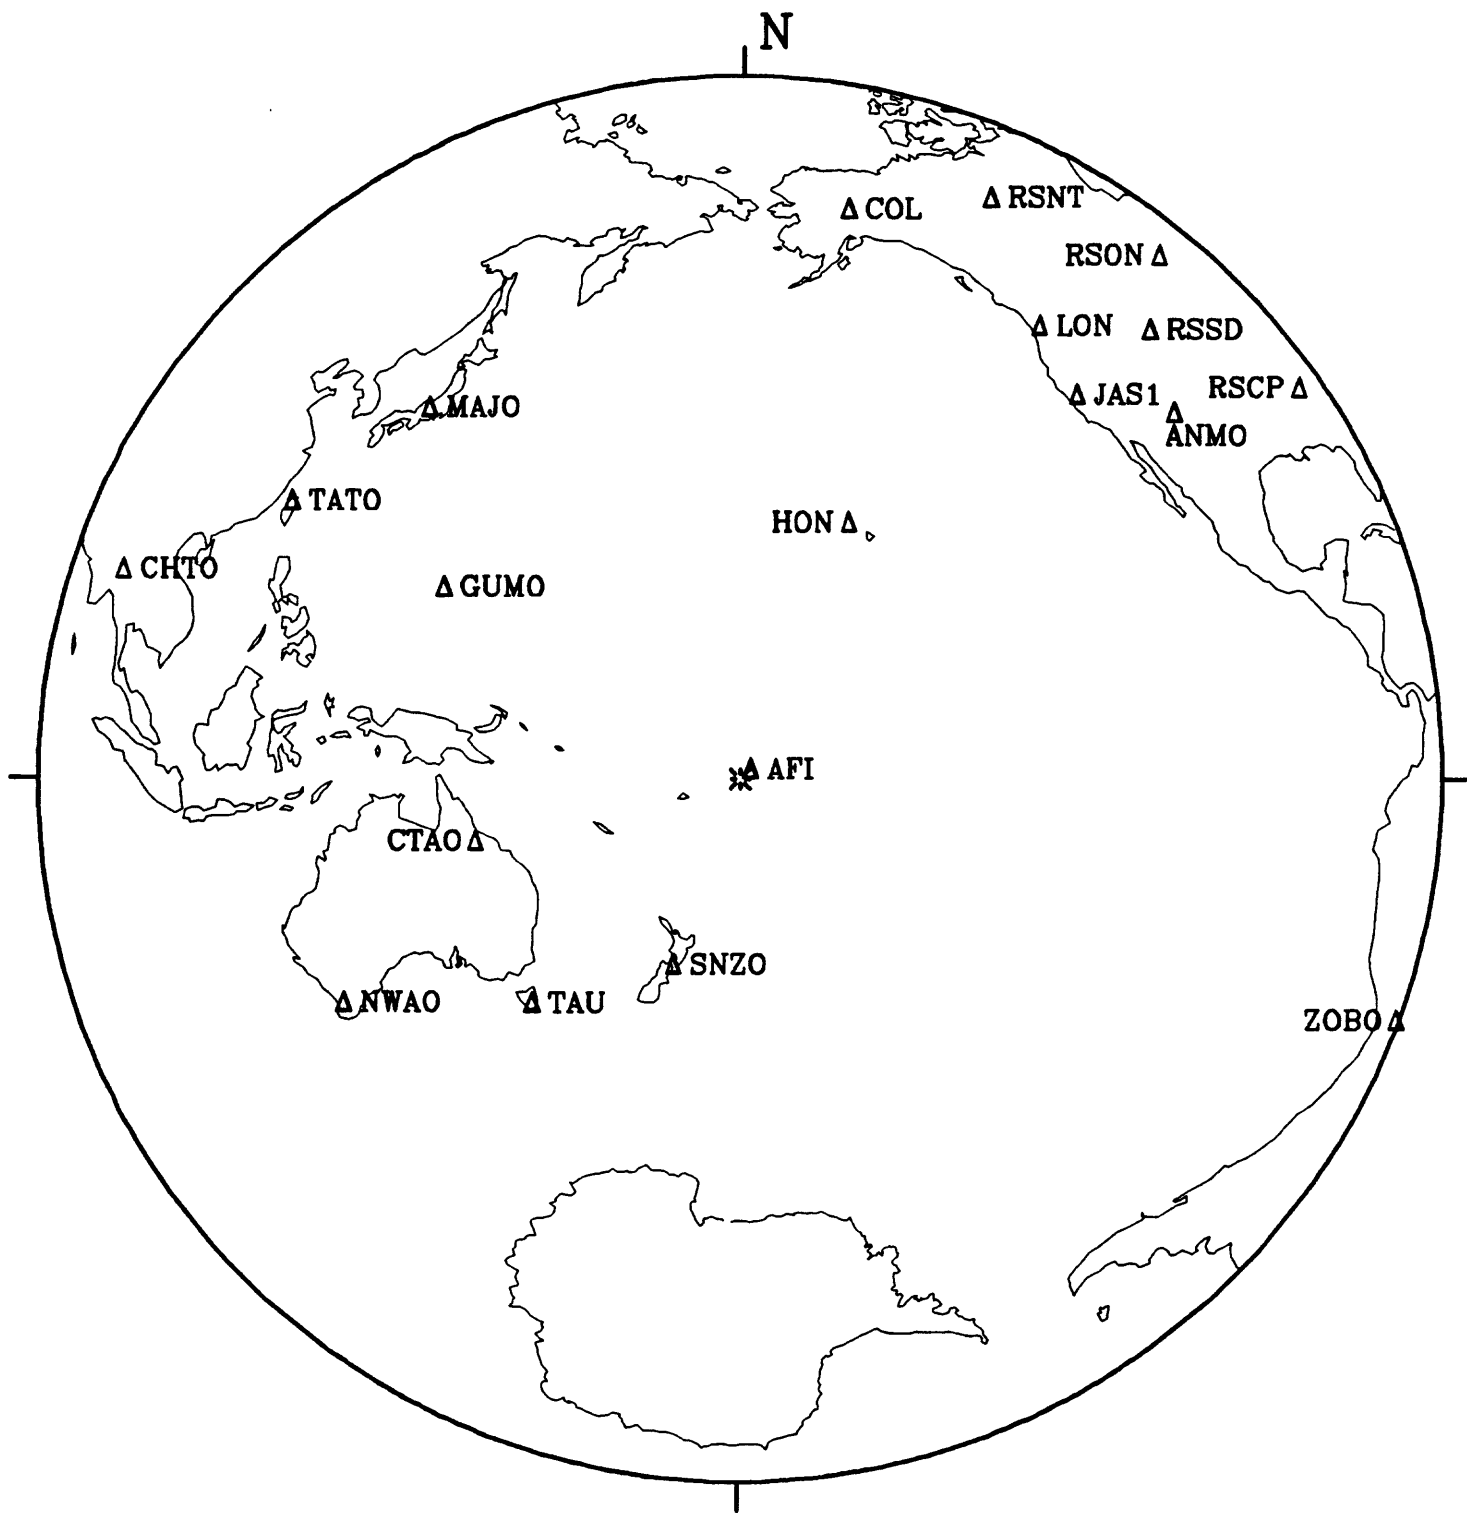 N
COL
RSNT
RSON
LON
RSSD
RSCP
JAS1
ANMO
MAJO
TATO
HON
CHTO
GUMO
AFI
CTAO
SNZO
NWAO
TAU
ZOBO